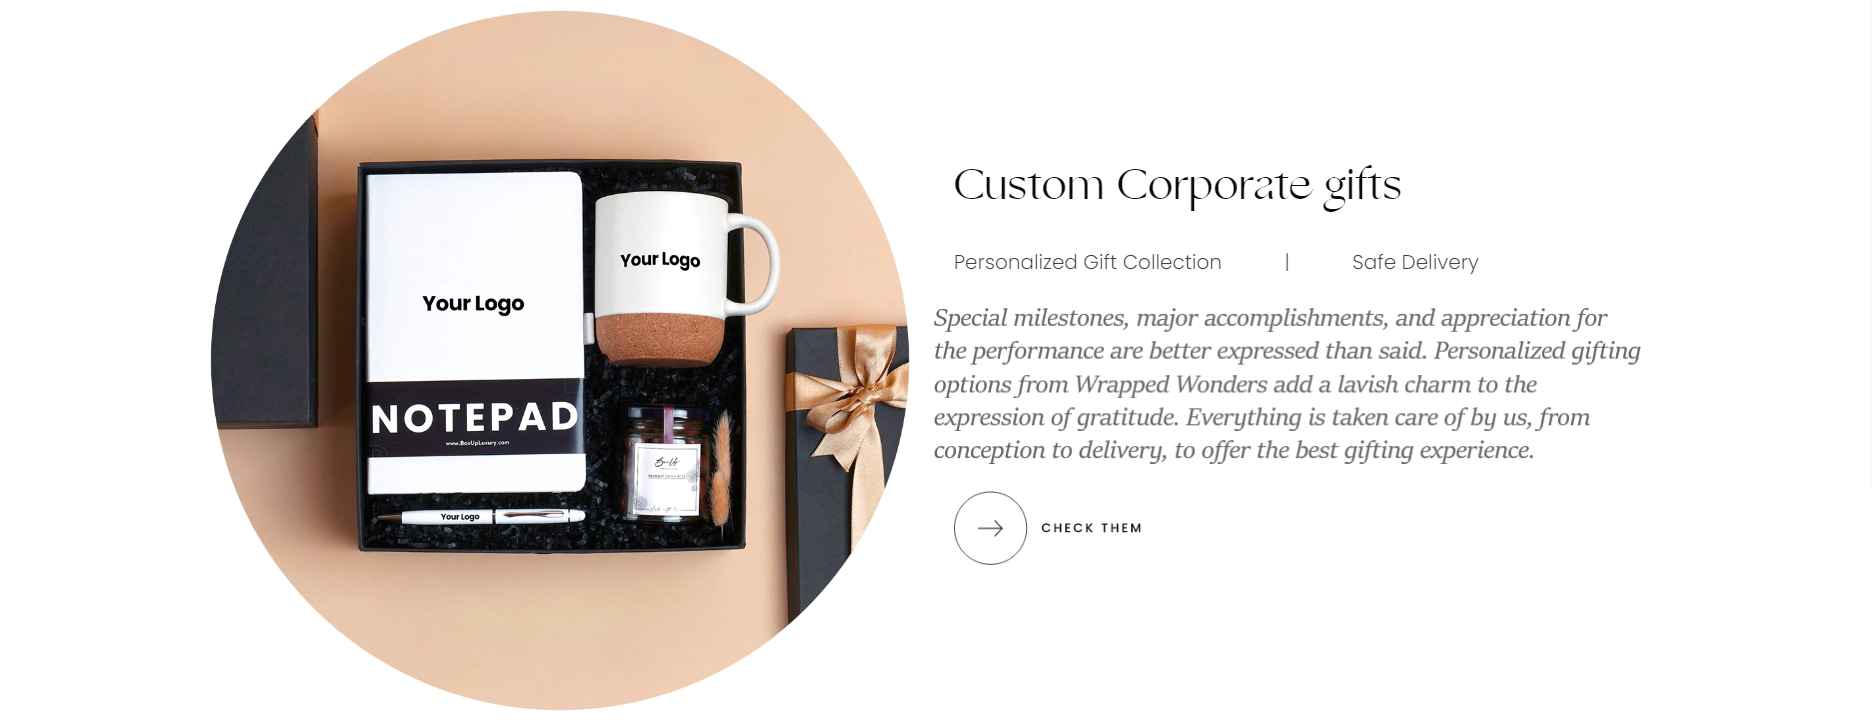 Your Logo
Your Logo
NOTEPAD
www.BoxUpLuxury.com
Your Logo
BoxUp
Custom Corporate gifts
Personalized Gift Collection | Safe Delivery
Special milestones, major accomplishments, and appreciation for
the performance are better expressed than said. Personalized gifting
options from Wrapped Wonders add a lavish charm to the
expression of gratitude. Everything is taken care of by us, from
conception to delivery, to offer the best gifting experience.
CHECK THEM